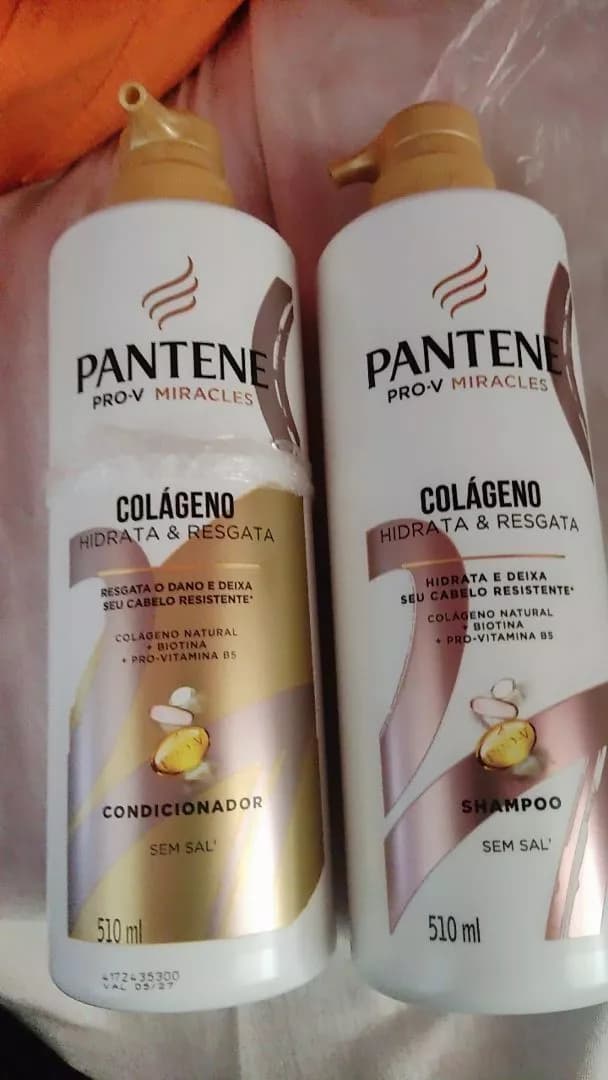 PANTENE
PRO-V MIRACLES
COLÁGENO
HIDRATA & RESGATA
RESGATA O DANO E DEIXA
SEU CABELO RESISTENTE*
COLÁGENO NATURAL
+ BIOTINA
+ PRO-VITAMINA B5
PRO-V
CONDICIONADOR
SEM SAL'
510 ml
4172435300
VAL 05/27
PANTENE
PRO-V MIRACLES
COLÁGENO
HIDRATA & RESGATA
HIDRATA E DEIXA
SEU CABELO RESISTENTE*
COLÁGENO NATURAL
+ BIOTINA
+ PRO-VITAMINA B5
PRO-V
SHAMPOO
SEM SAL'
510 ml